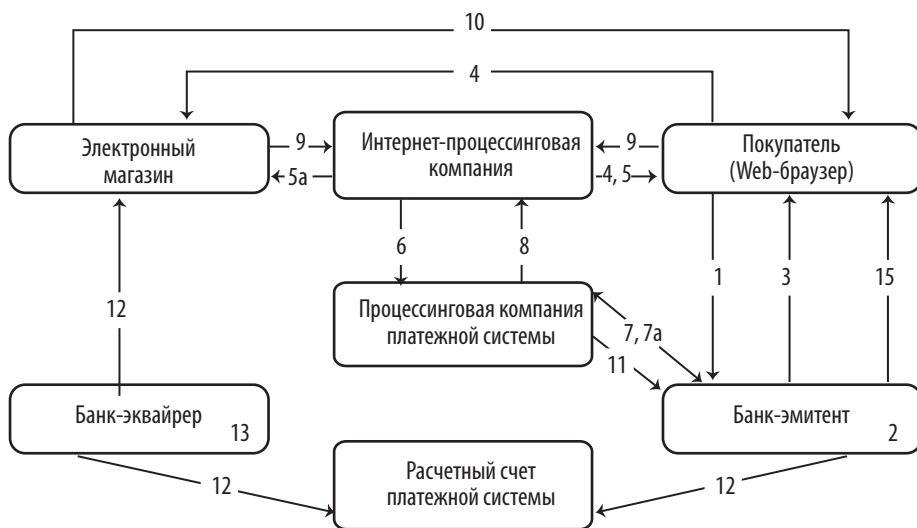 10
4
Электронный
магазин
9
5а
Интернет-процессинговая
компания
9
4, 5
Покупатель
(Web-браузер)
6
8
1
3
15
12
Процессинговая компания
платежной системы
7, 7а
11
Банк-эквайрер
13
Банк-эмитент
2
12
Расчетный счет
платежной системы
12